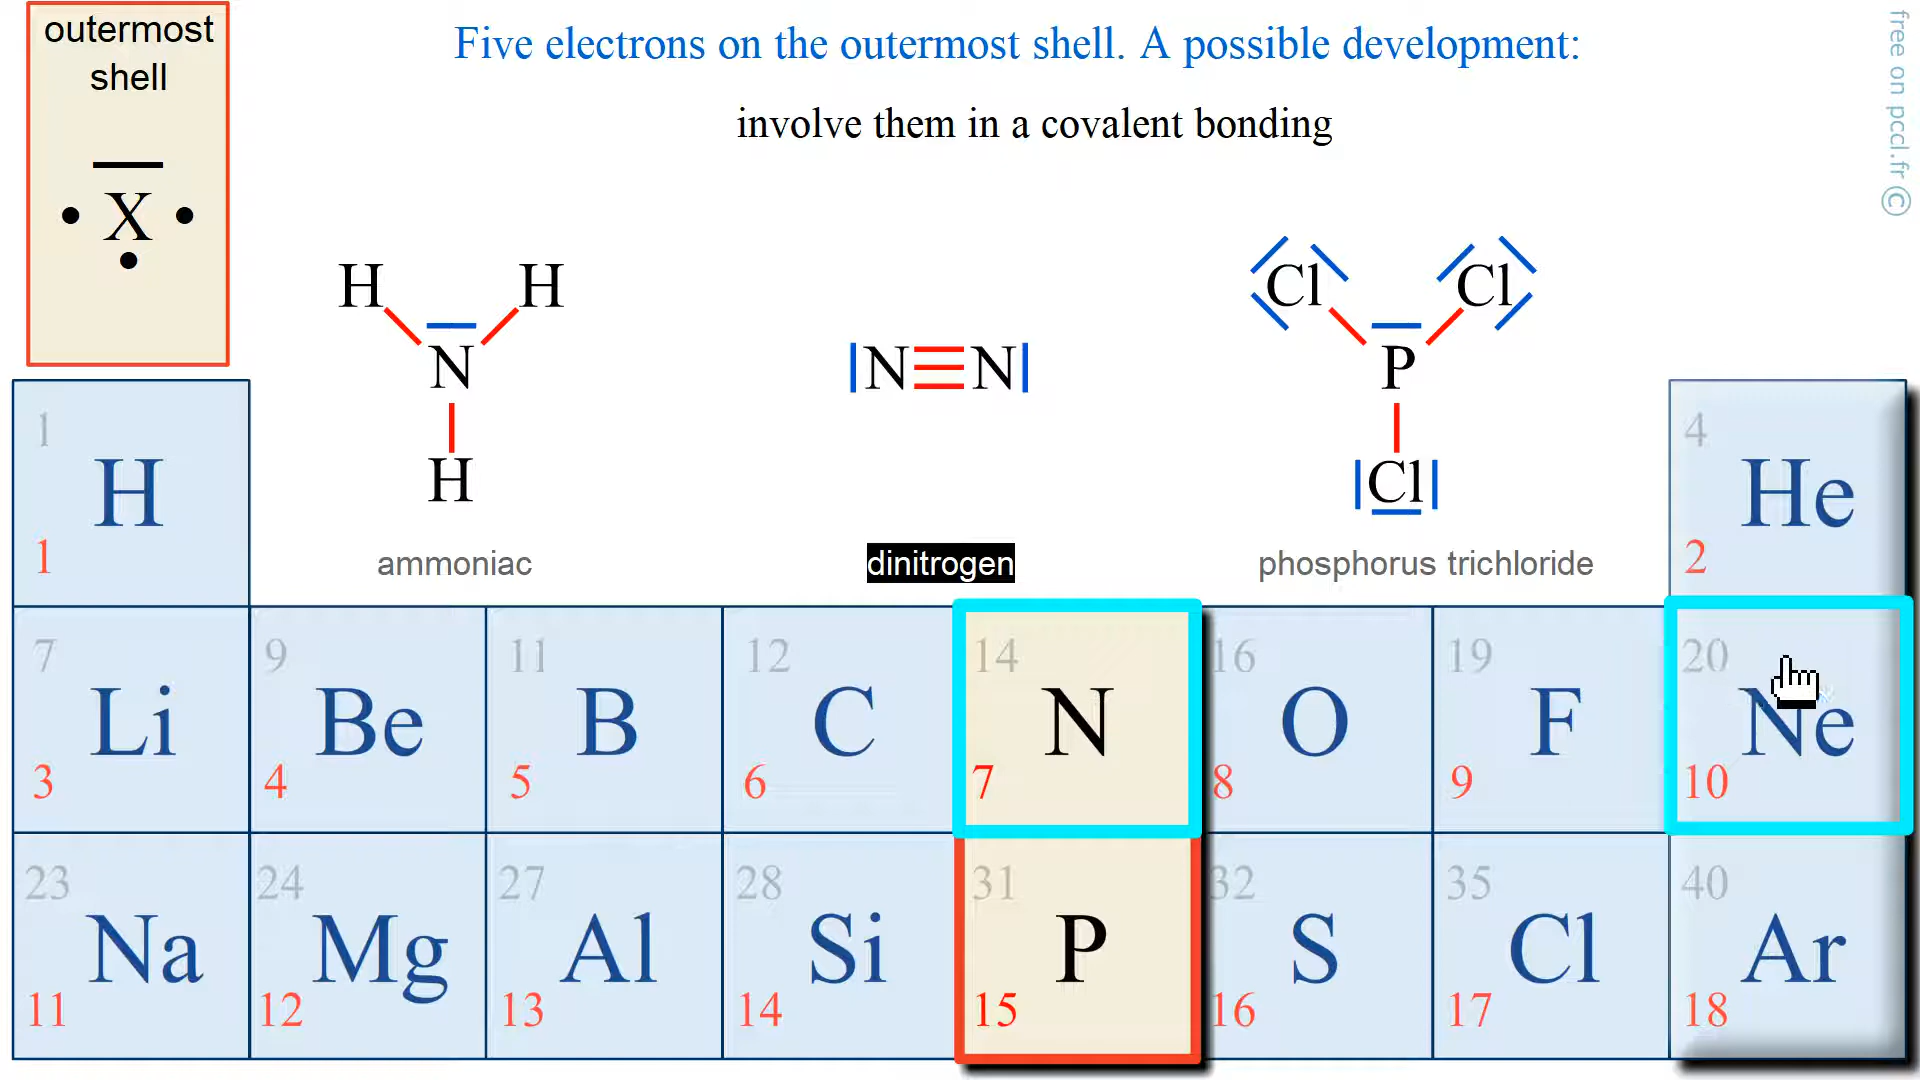 outermost
shell
X
Five electrons on the outermost shell. A possible development:
involve them in a covalent bonding
free on pccl.fr ©
H H
N
H
ammoniac
N N
dinitrogen
Cl Cl
P
Cl
phosphorus trichloride
1 H 1
4 He 2
7 Li 3
9 Be 4
11 B 5
12 C 6
14 N 7
16 O 8
19 F 9
20 Ne 10
23 Na 11
24 Mg 12
27 Al 13
28 Si 14
31 P 15
32 S 16
35 Cl 17
40 Ar 18